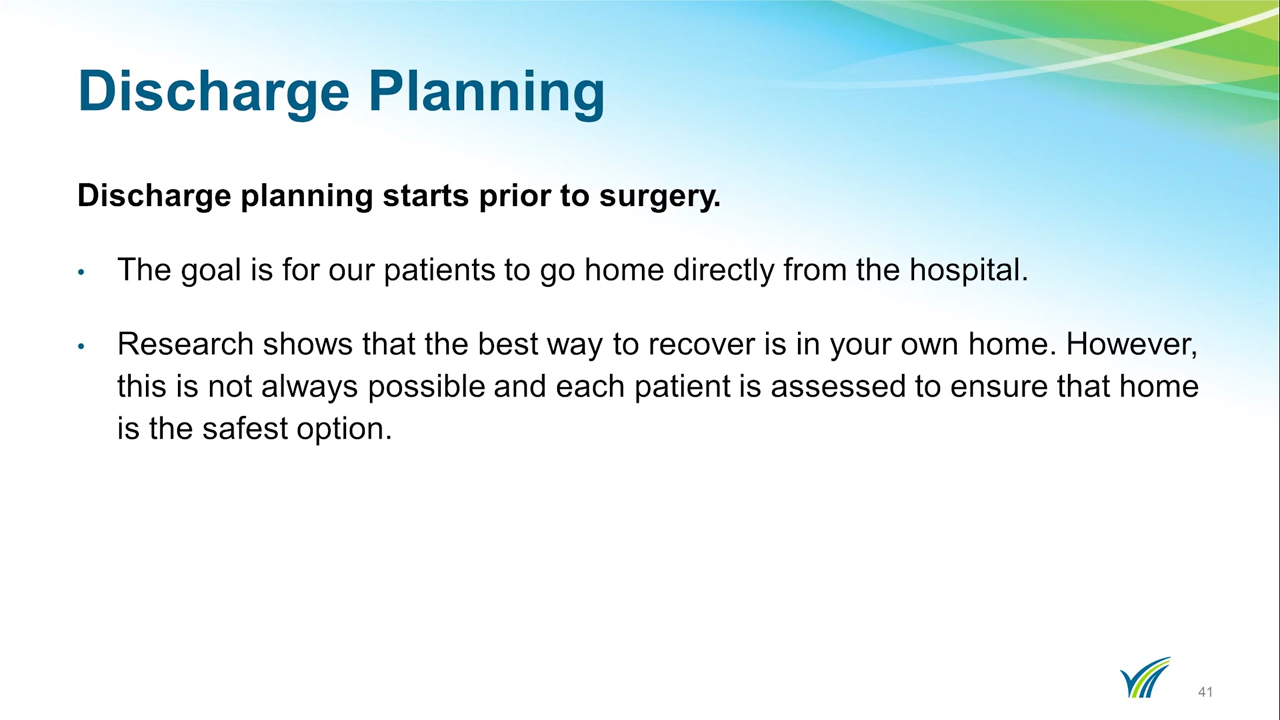 Discharge Planning
Discharge planning starts prior to surgery.
• The goal is for our patients to go home directly from the hospital.
• Research shows that the best way to recover is in your own home. However,
this is not always possible and each patient is assessed to ensure that home
is the safest option.
41